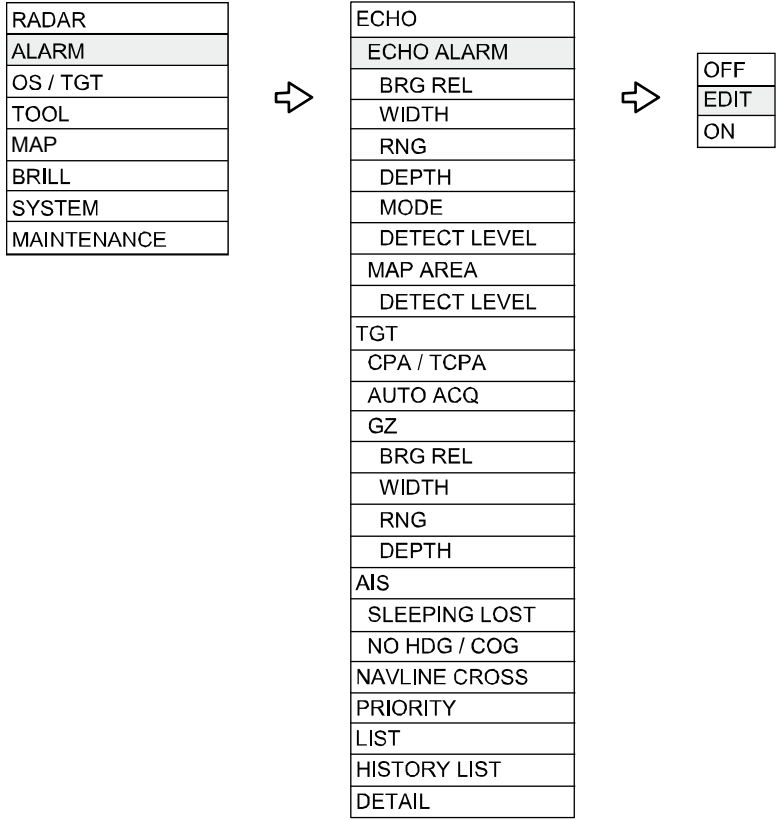 RADAR
ALARM
OS / TGT
TOOL
MAP
BRILL
SYSTEM
MAINTENANCE
ECHO
ECHO ALARM
BRG REL
WIDTH
RNG
DEPTH
MODE
DETECT LEVEL
MAP AREA
DETECT LEVEL
TGT
CPA / TCPA
AUTO ACQ
GZ
BRG REL
WIDTH
RNG
DEPTH
AIS
SLEEPING LOST
NO HDG / COG
NAVLINE CROSS
PRIORITY
LIST
HISTORY LIST
DETAIL
OFF
EDIT
ON